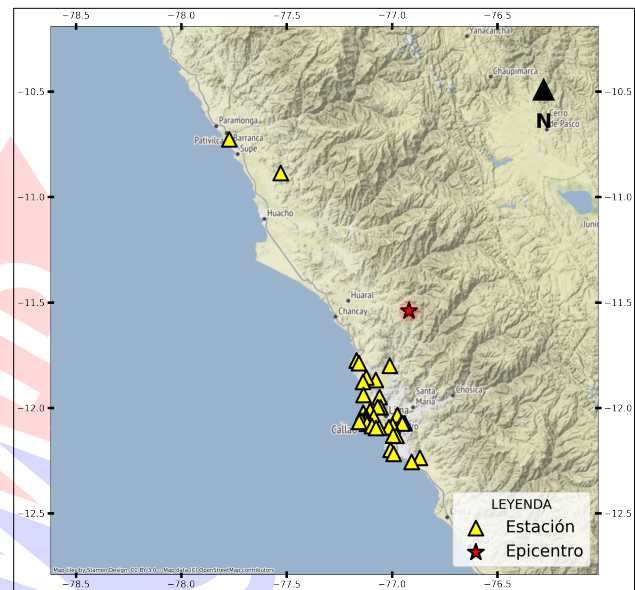 −78.5 −78.0 −77.5 −77.0 −76.5
Yanacancha
Chaupimarca
−10.5 −10.5
Cerro
de Pasco
N
Paramonga
Pativilca Barranca
Supe
−11.0 −11.0
Huacho
Junín
Huaral
−11.5 −11.5
Chancay
Santa
María
Chosica
−12.0 −12.0
Lima
Callao
−12.5 −12.5
LEYENDA
Estación
Epicentro
Map tiles by Stamen Design, CC BY 3.0 -- Map data (C) OpenStreetMap contributors
−78.5 −78.0 −77.5 −77.0 −76.5